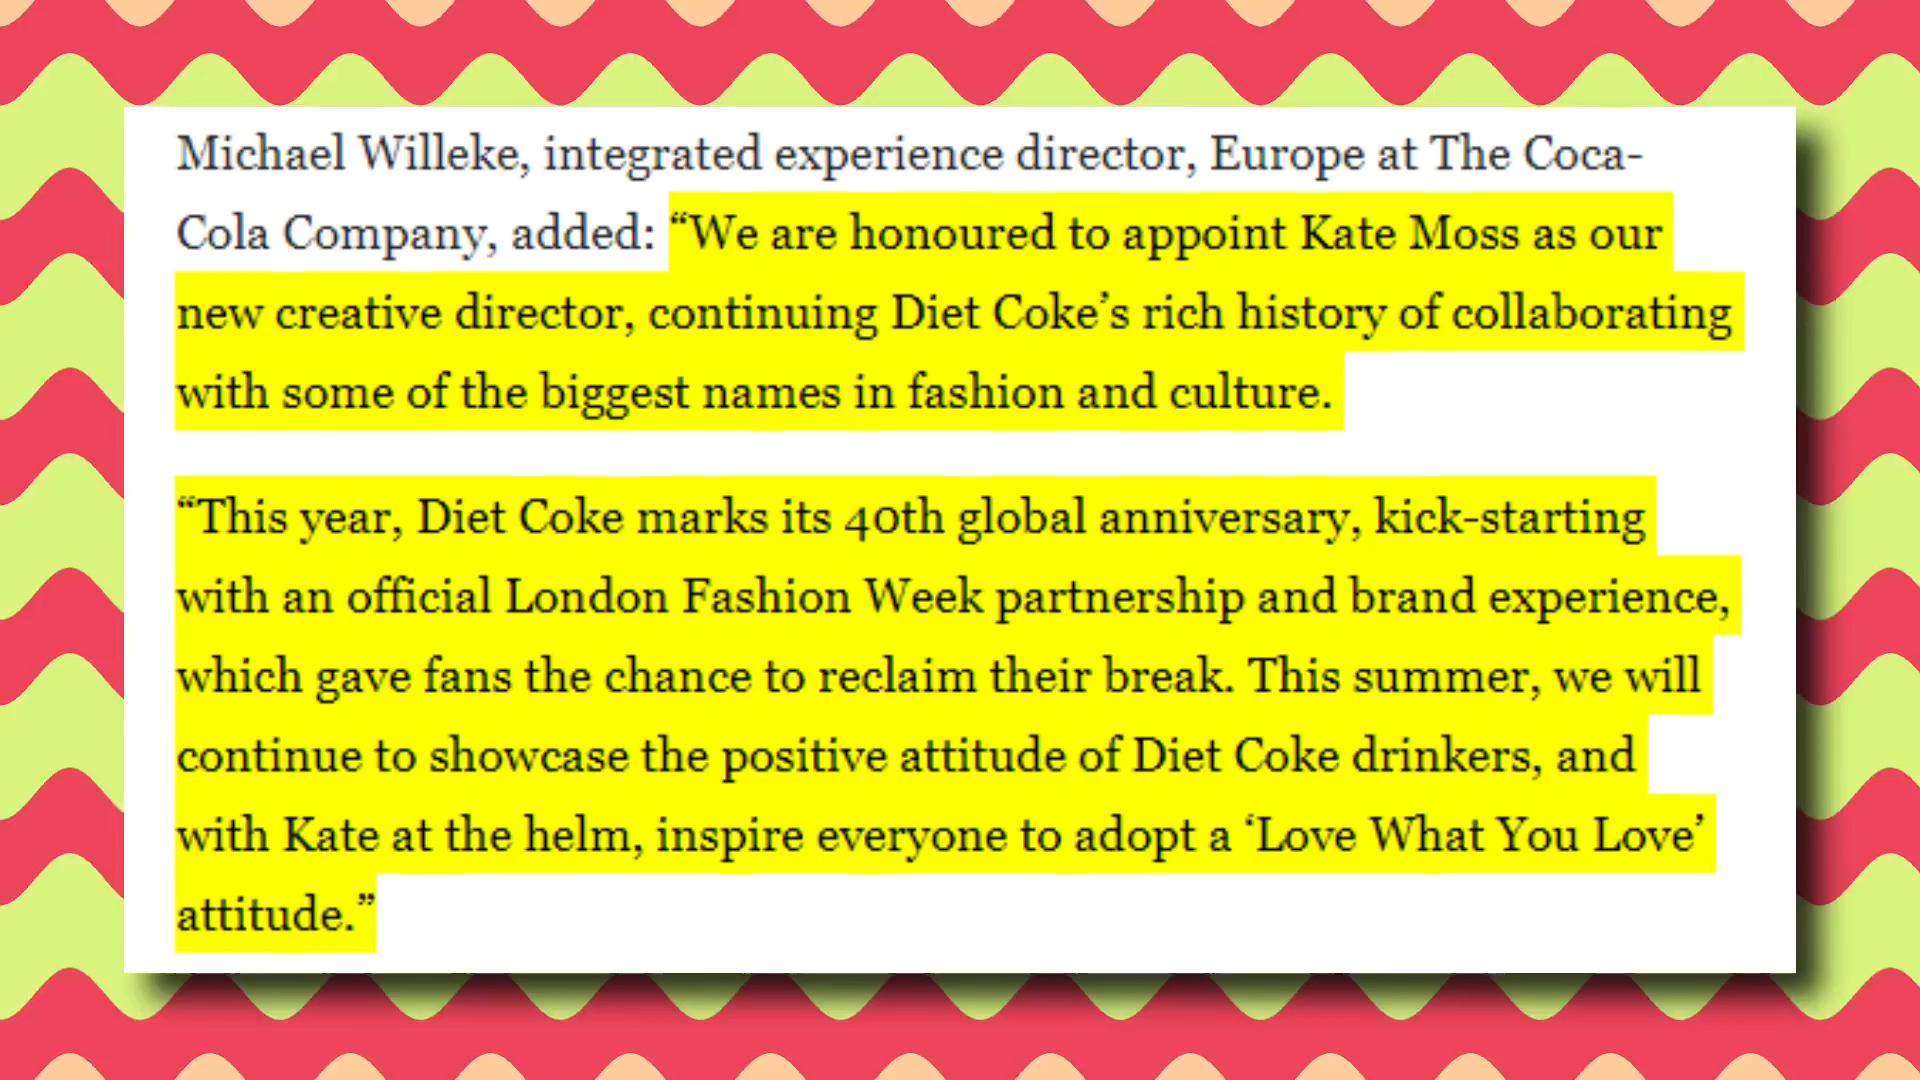 Michael Willeke, integrated experience director, Europe at The Coca-
Cola Company, added: “We are honoured to appoint Kate Moss as our
new creative director, continuing Diet Coke’s rich history of collaborating
with some of the biggest names in fashion and culture.
“This year, Diet Coke marks its 40th global anniversary, kick-starting
with an official London Fashion Week partnership and brand experience,
which gave fans the chance to reclaim their break. This summer, we will
continue to showcase the positive attitude of Diet Coke drinkers, and
with Kate at the helm, inspire everyone to adopt a ‘Love What You Love’
attitude.”